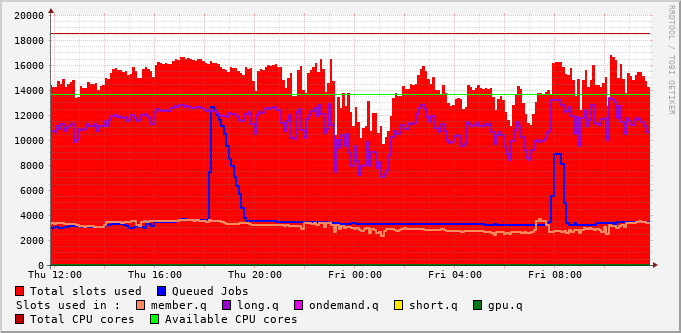 20000
18000
16000
14000
12000
10000
8000
6000
4000
2000
0
Thu 12:00 Thu 16:00 Thu 20:00 Fri 00:00 Fri 04:00 Fri 08:00
RRDTOOL / TOBI OETIKER
Total slots used Queued Jobs
Slots used in : member.q long.q ondemand.q short.q gpu.q
Total CPU cores Available CPU cores